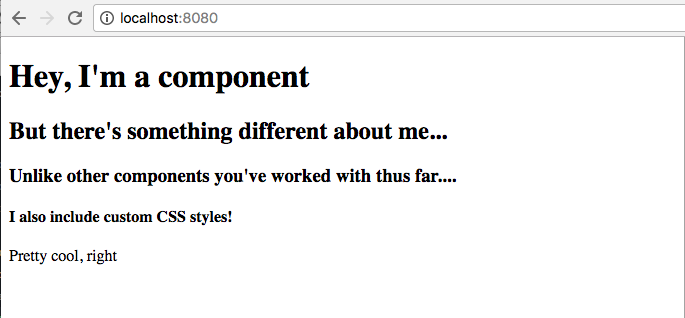 localhost:8080
Hey, I'm a component
But there's something different about me...
Unlike other components you've worked with thus far....
I also include custom CSS styles!
Pretty cool, right